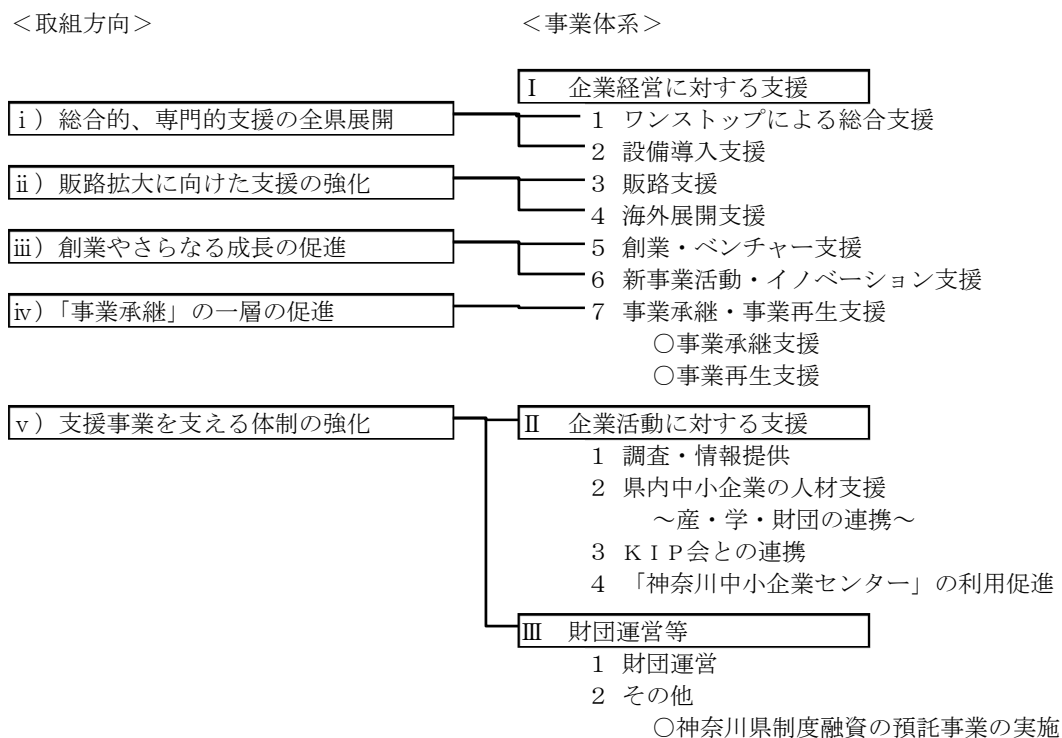 ＜取組方向＞
＜事業体系＞
Ⅰ　企業経営に対する支援
ⅰ）総合的、専門的支援の全県展開
１　ワンストップによる総合支援
２　設備導入支援
ⅱ）販路拡大に向けた支援の強化
３　販路支援
４　海外展開支援
ⅲ）創業やさらなる成長の促進
５　創業・ベンチャー支援
６　新事業活動・イノベーション支援
ⅳ）「事業承継」の一層の促進
７　事業承継・事業再生支援
○事業承継支援
○事業再生支援
ⅴ）支援事業を支える体制の強化
Ⅱ　企業活動に対する支援
１　調査・情報提供
２　県内中小企業の人材支援
～産・学・財団の連携～
３　ＫＩＰ会との連携
４　「神奈川中小企業センター」の利用促進
Ⅲ　財団運営等
１　財団運営
２　その他
○神奈川県制度融資の預託事業の実施